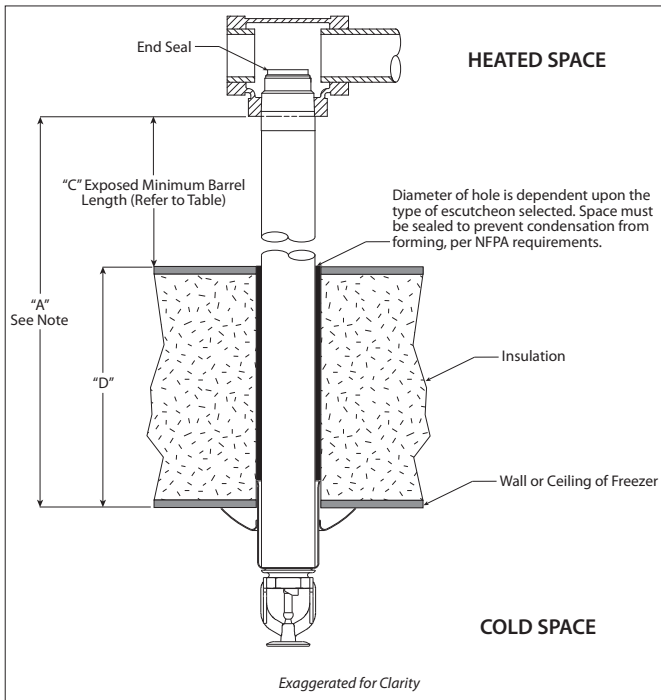 End Seal
HEATED SPACE
"C" Exposed Minimum Barrel
Length (Refer to Table)
Diameter of hole is dependent upon the
type of escutcheon selected. Space must
be sealed to prevent condensation from
forming, per NFPA requirements.
"A"
See Note
"D"
Insulation
Wall or Ceiling of Freezer
COLD SPACE
Exaggerated for Clarity